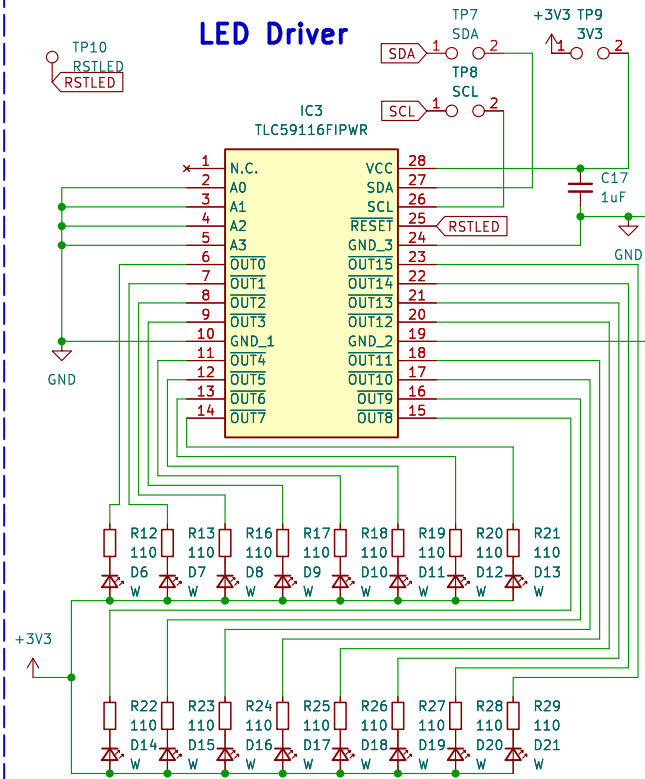 LED Driver
TP10
RSTLED
RSTLED
TP7
SDA
SDA 1 2
TP8
SCL
SCL 1 2
+3V3 TP9
3V3
1 2
IC3
TLC59116FIPWR
1 N.C. VCC 28
2 A0 SDA 27
3 A1 SCL 26
4 A2 RESET 25 RSTLED
5 A3 GND_3 24
6 OUT0 OUT15 23
7 OUT1 OUT14 22
8 OUT2 OUT13 21
9 OUT3 OUT12 20
10 GND_1 GND_2 19
11 OUT4 OUT11 18
12 OUT5 OUT10 17
13 OUT6 OUT9 16
14 OUT7 OUT8 15
C17
1uF
GND
GND
R12 R13 R16 R17 R18 R19 R20 R21
110 110 110 110 110 110 110 110
D6 D7 D8 D9 D10 D11 D12 D13
W W W W W W W W
+3V3
R22 R23 R24 R25 R26 R27 R28 R29
110 110 110 110 110 110 110 110
D14 D15 D16 D17 D18 D19 D20 D21
W W W W W W W W